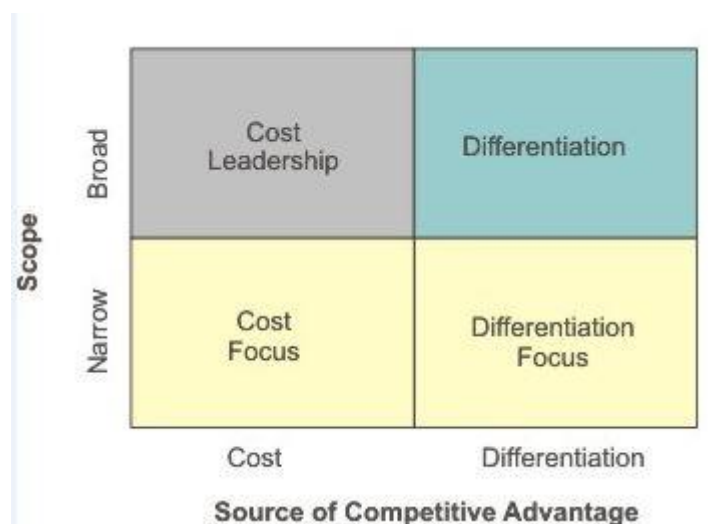 Scope
Broad
Cost
Leadership
Differentiation
Narrow
Cost
Focus
Differentiation
Focus
Cost
Differentiation
Source of Competitive Advantage